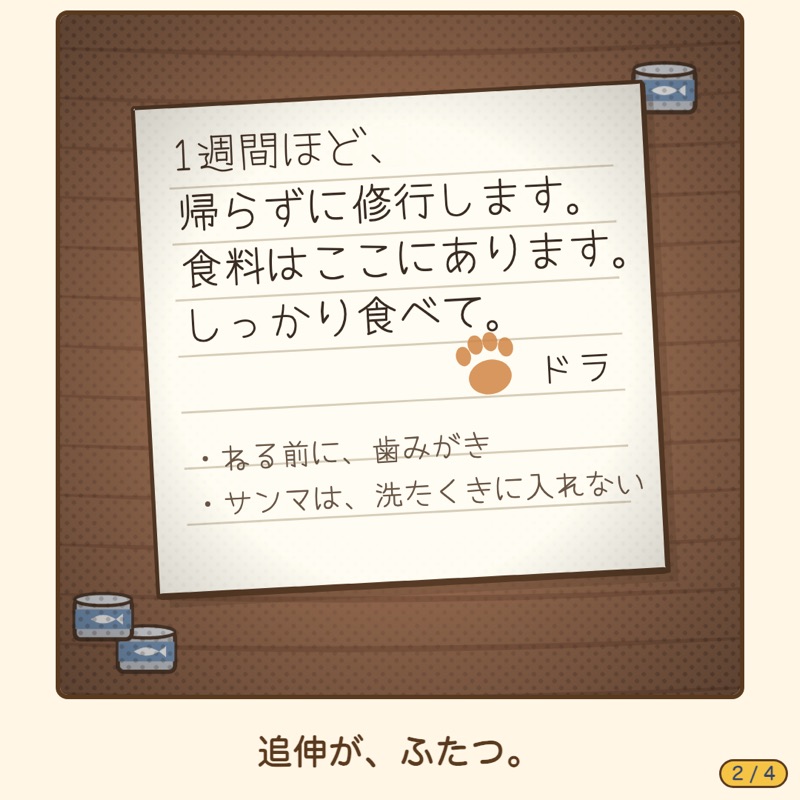 1週間ほど、
帰らずに修行します。
食料はここにあります。
しっかり食べて。
ドラ
・ねる前に、歯みがき
・サンマは、洗たくきに入れない
追伸が、ふたつ。
2/4